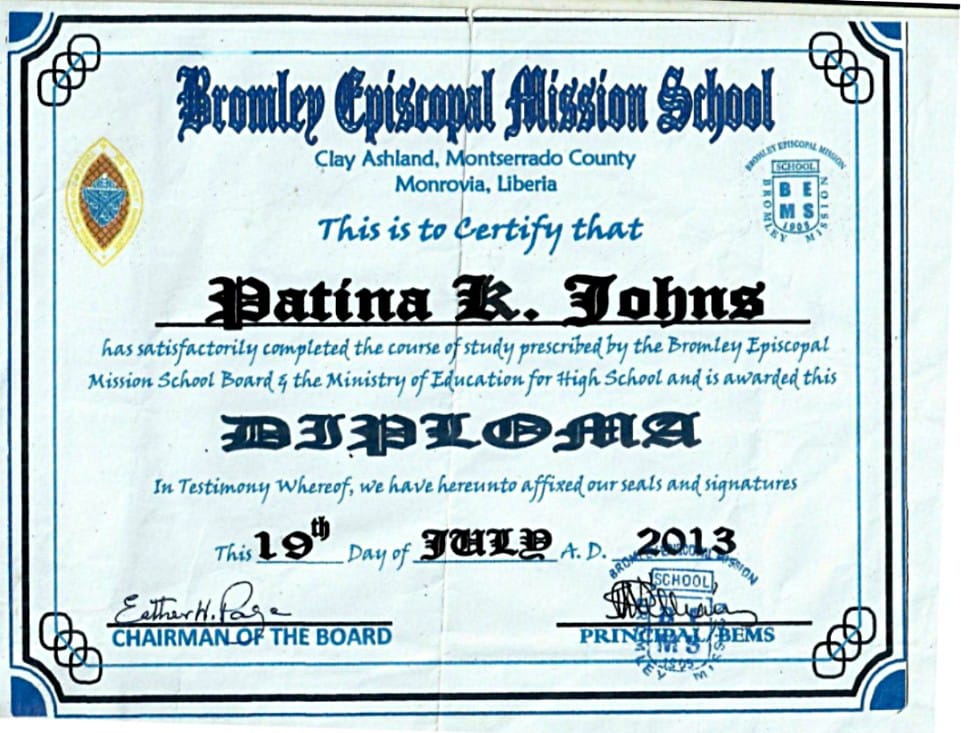 Bromley Episcopal Mission School
Clay Ashland, Montserrado County
Monrovia, Liberia
BROMLEY EPISCOPAL MISSION
SCHOOL
BROMLEY
B E
M S
1905
MISSION
This is to Certify that
Patina K. Johns
has satisfactorily completed the course of study prescribed by the Bromley Episcopal
Mission School Board & the Ministry of Education for High School and is awarded this
DIPLOMA
In Testimony Whereof, we have hereunto affixed our seals and signatures
This 19th Day of JULY A. D. 2013
BROMLEY EPISCOPAL MISSION
SCHOOL
Esther H. Page
CHAIRMAN OF THE BOARD
PRINCIPAL/BEMS
M S
1905